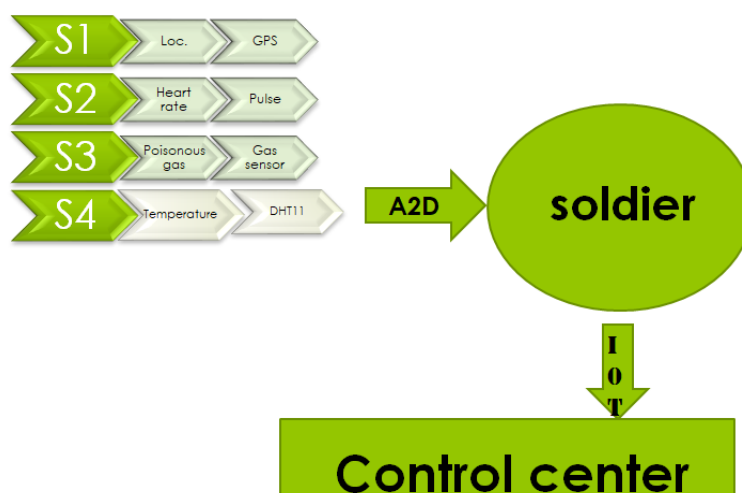 S1 Loc. GPS
S2 Heart
rate Pulse
S3 Poisonous
gas Gas
sensor
S4 Temperature DHT11
A2D
soldier
I
0
T
Control center